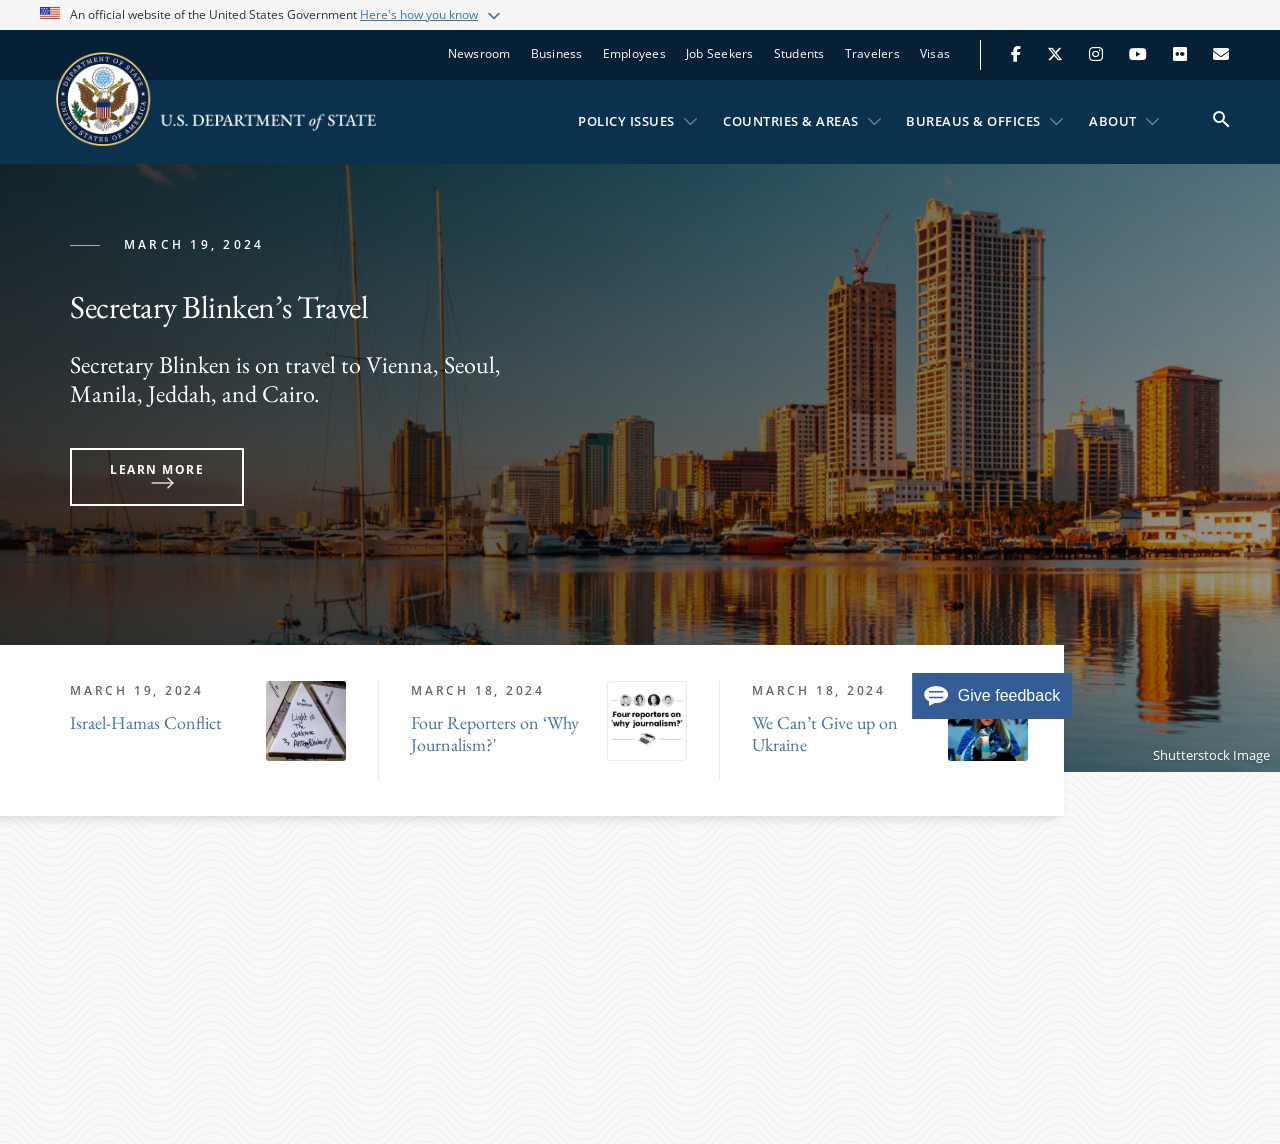 An official website of the United States Government Here's how you know
Newsroom Business Employees Job Seekers Students Travelers Visas
DEPARTMENT OF STATE
UNITED STATES OF AMERICA
U.S. DEPARTMENT of STATE
POLICY ISSUES COUNTRIES & AREAS BUREAUS & OFFICES ABOUT
MARCH 19, 2024
Secretary Blinken’s Travel
Secretary Blinken is on travel to Vienna, Seoul,
Manila, Jeddah, and Cairo.
LEARN MORE
MARCH 19, 2024
Israel-Hamas Conflict
MARCH 18, 2024
Four Reporters on ‘Why
Journalism?'
Four reporters on
'why journalism?'
MARCH 18, 2024
We Can’t Give up on
Ukraine
Give feedback
Shutterstock Image